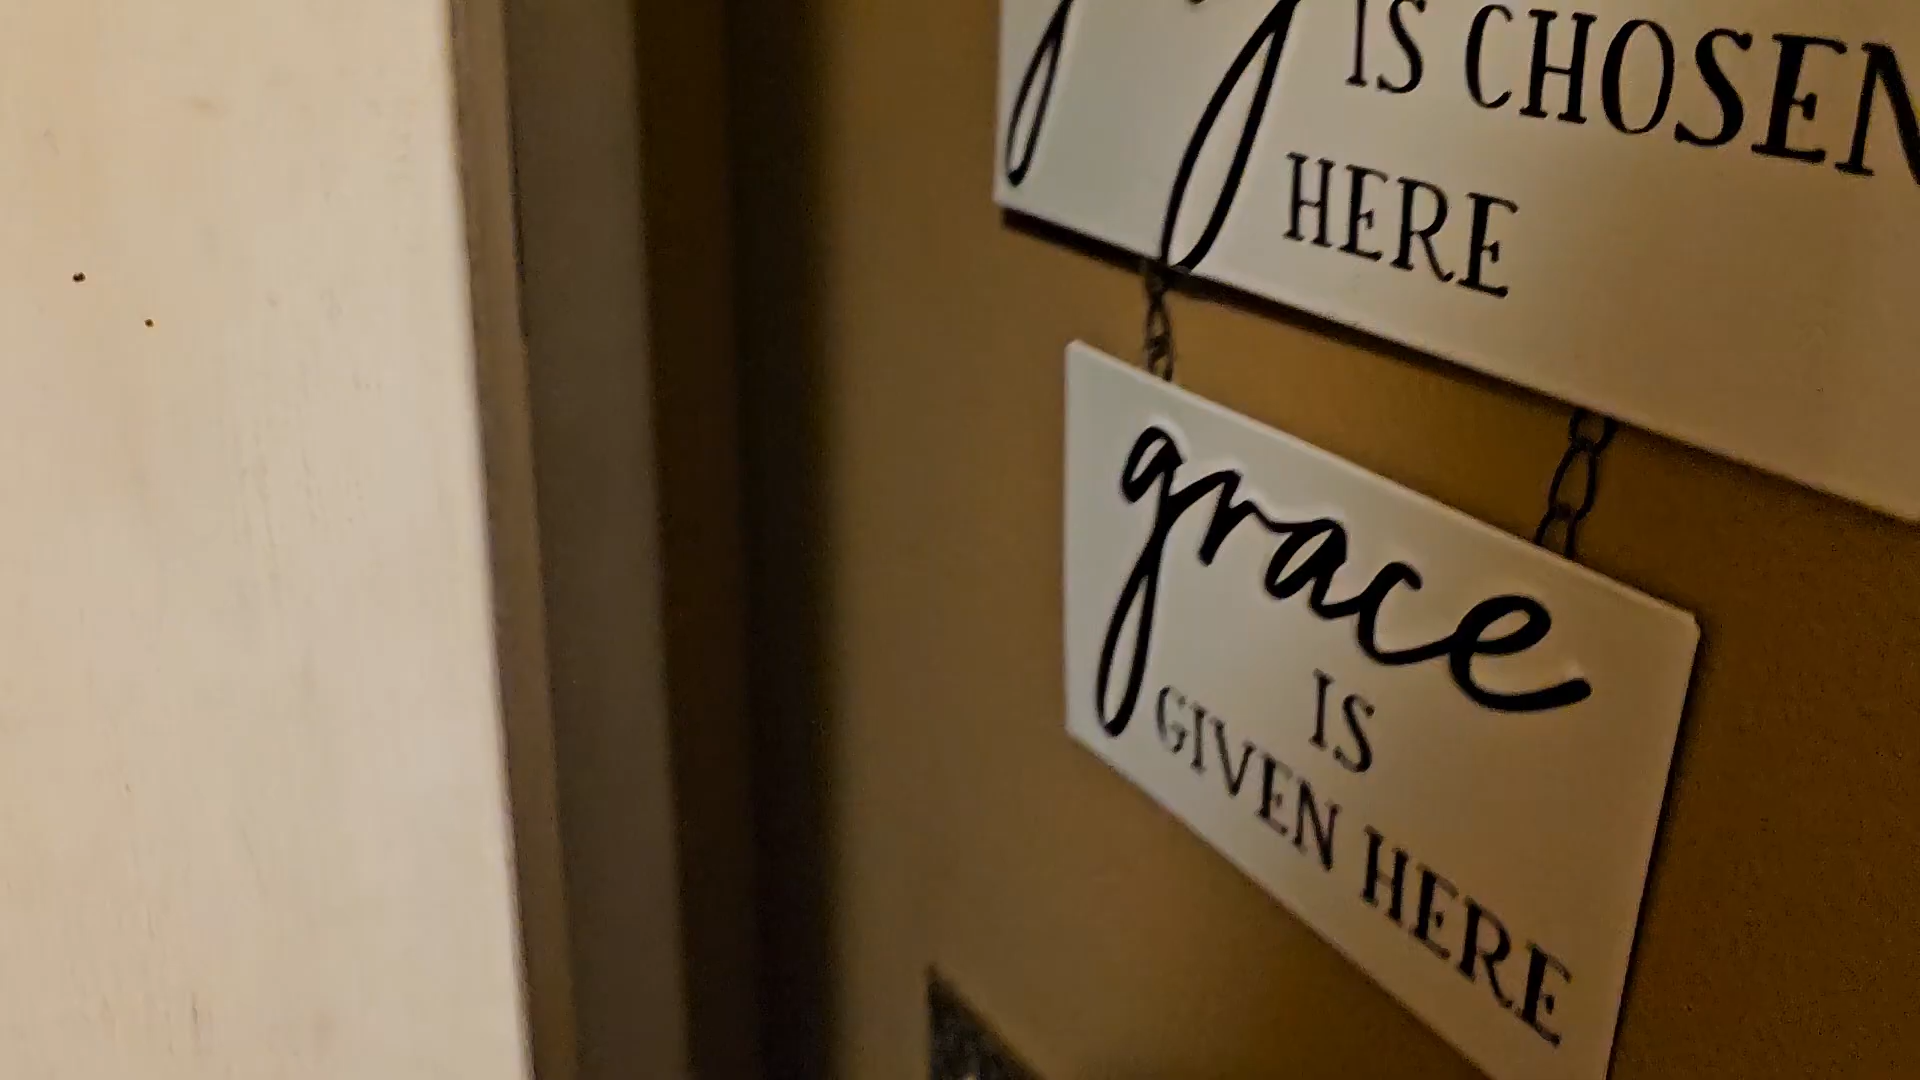 IS CHOSEN
HERE
grace
IS
GIVEN HERE